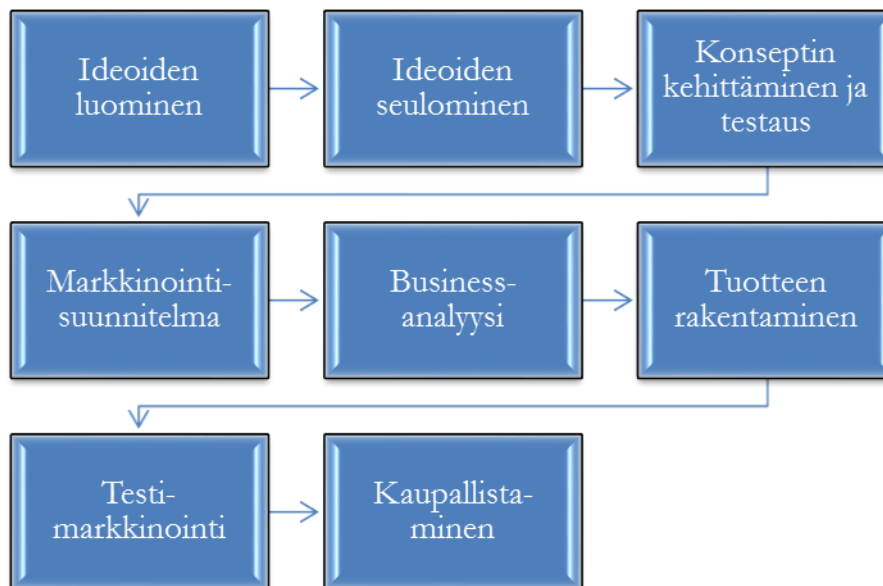 Ideoiden
luominen
Ideoiden
seulominen
Konseptin
kehittäminen ja
testaus
Markkinointi-
suunnitelma
Business-
analyysi
Tuotteen
rakentaminen
Testi-
markkinointi
Kaupallista-
minen